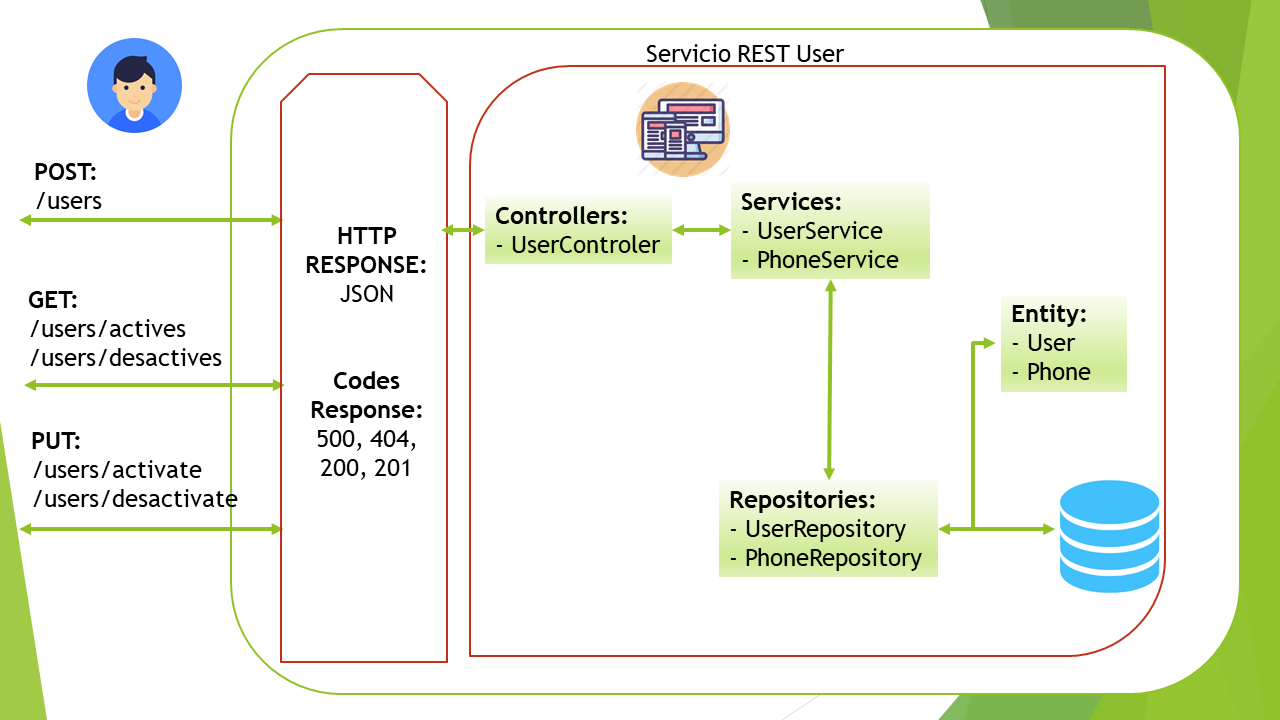 Servicio REST User
POST:
/users
GET:
/users/actives
/users/desactives
PUT:
/users/activate
/users/desactivate
HTTP
RESPONSE:
JSON
Codes
Response:
500, 404,
200, 201
Controllers:
- UserControler
Services:
- UserService
- PhoneService
Entity:
- User
- Phone
Repositories:
- UserRepository
- PhoneRepository